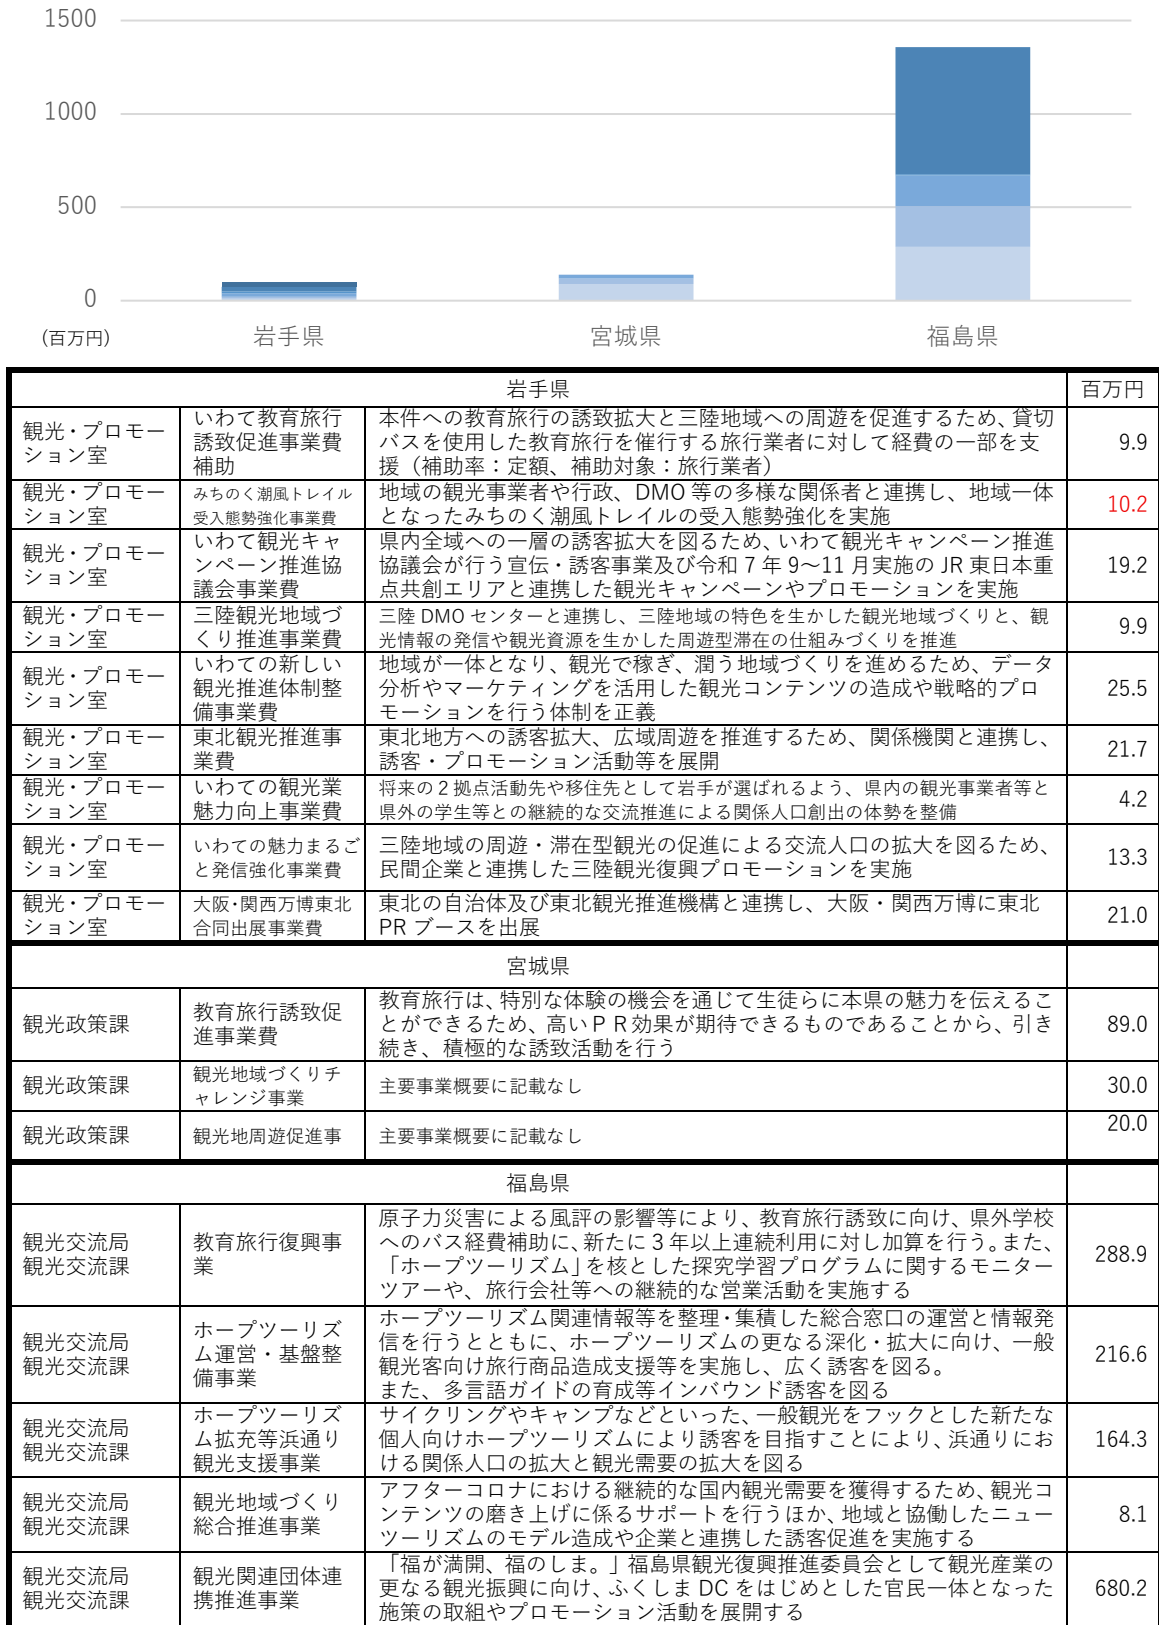 1500
1000
500
0
(百万円)
岩手県
宮城県
福島県
岩手県
百万円
観光・プロモー
ション室
いわて教育旅行
誘致促進事業費
補助
本件への教育旅行の誘致拡大と三陸地域への周遊を促進するため、貸切
バスを使用した教育旅行を催行する旅行業者に対して経費の一部を支
援（補助率：定額、補助対象：旅行業者）
9.9
観光・プロモー
ション室
みちのく潮風トレイル
受入態勢強化事業費
地域の観光事業者や行政、DMO 等の多様な関係者と連携し、地域一体
となったみちのく潮風トレイルの受入態勢強化を実施
10.2
観光・プロモー
ション室
いわて観光キャ
ンペーン推進協
議会事業費
県内全域への一層の誘客拡大を図るため、いわて観光キャンペーン推進
協議会が行う宣伝・誘客事業及び令和 7 年 9～11 月実施の JR 東日本重
点共創エリアと連携した観光キャンペーンやプロモーションを実施
19.2
観光・プロモー
ション室
三陸観光地域づ
くり推進事業費
三陸 DMO センターと連携し、三陸地域の特色を生かした観光地域づくりと、観
光情報の発信や観光資源を生かした周遊型滞在の仕組みづくりを推進
9.9
観光・プロモー
ション室
いわての新しい
観光推進体制整
備事業費
地域が一体となり、観光で稼ぎ、潤う地域づくりを進めるため、データ
分析やマーケティングを活用した観光コンテンツの造成や戦略的プロ
モーションを行う体制を正義
25.5
観光・プロモー
ション室
東北観光推進事
業費
東北地方への誘客拡大、広域周遊を推進するため、関係機関と連携し、
誘客・プロモーション活動等を展開
21.7
観光・プロモー
ション室
いわての観光業
魅力向上事業費
将来の 2 拠点活動先や移住先として岩手が選ばれるよう、県内の観光事業者等と
県外の学生等との継続的な交流推進による関係人口創出の体勢を整備
4.2
観光・プロモー
ション室
いわての魅力まるご
と発信強化事業費
三陸地域の周遊・滞在型観光の促進による交流人口の拡大を図るため、
民間企業と連携した三陸観光復興プロモーションを実施
13.3
観光・プロモー
ション室
大阪・関西万博東北
合同出展事業費
東北の自治体及び東北観光推進機構と連携し、大阪・関西万博に東北
PR ブースを出展
21.0
宮城県
観光政策課
教育旅行誘致促
進事業費
教育旅行は、特別な体験の機会を通じて生徒らに本県の魅力を伝えるこ
とができるため、高いＰＲ効果が期待できるものであることから、引き
続き、積極的な誘致活動を行う
89.0
観光政策課
観光地域づくりチ
ャレンジ事業
主要事業概要に記載なし
30.0
観光政策課
観光地周遊促進事
主要事業概要に記載なし
20.0
福島県
観光交流局
観光交流課
教育旅行復興事
業
原子力災害による風評の影響等により、教育旅行誘致に向け、県外学校
へのバス経費補助に、新たに 3 年以上連続利用に対し加算を行う。また、
「ホープツーリズム」を核とした探究学習プログラムに関するモニター
ツアーや、旅行会社等への継続的な営業活動を実施する
288.9
観光交流局
観光交流課
ホープツーリズ
ム運営・基盤整
備事業
ホープツーリズム関連情報等を整理・集積した総合窓口の運営と情報発
信を行うとともに、ホープツーリズムの更なる深化・拡大に向け、一般
観光客向け旅行商品造成支援等を実施し、広く誘客を図る。
また、多言語ガイドの育成等インバウンド誘客を図る
216.6
観光交流局
観光交流課
ホープツーリズ
ム拡充等浜通り
観光支援事業
サイクリングやキャンプなどといった、一般観光をフックとした新たな
個人向けホープツーリズムにより誘客を目指すことにより、浜通りにお
ける関係人口の拡大と観光需要の拡大を図る
164.3
観光交流局
観光交流課
観光地域づくり
総合推進事業
アフターコロナにおける継続的な国内観光需要を獲得するため、観光コ
ンテンツの磨き上げに係るサポートを行うほか、地域と協働したニュー
ツーリズムのモデル造成や企業と連携した誘客促進を実施する
8.1
観光交流局
観光交流課
観光関連団体連
携推進事業
「福が満開、福のしま。」福島県観光復興推進委員会として観光産業の
更なる観光振興に向け、ふくしま DC をはじめとした官民一体となった
施策の取組やプロモーション活動を展開する
680.2